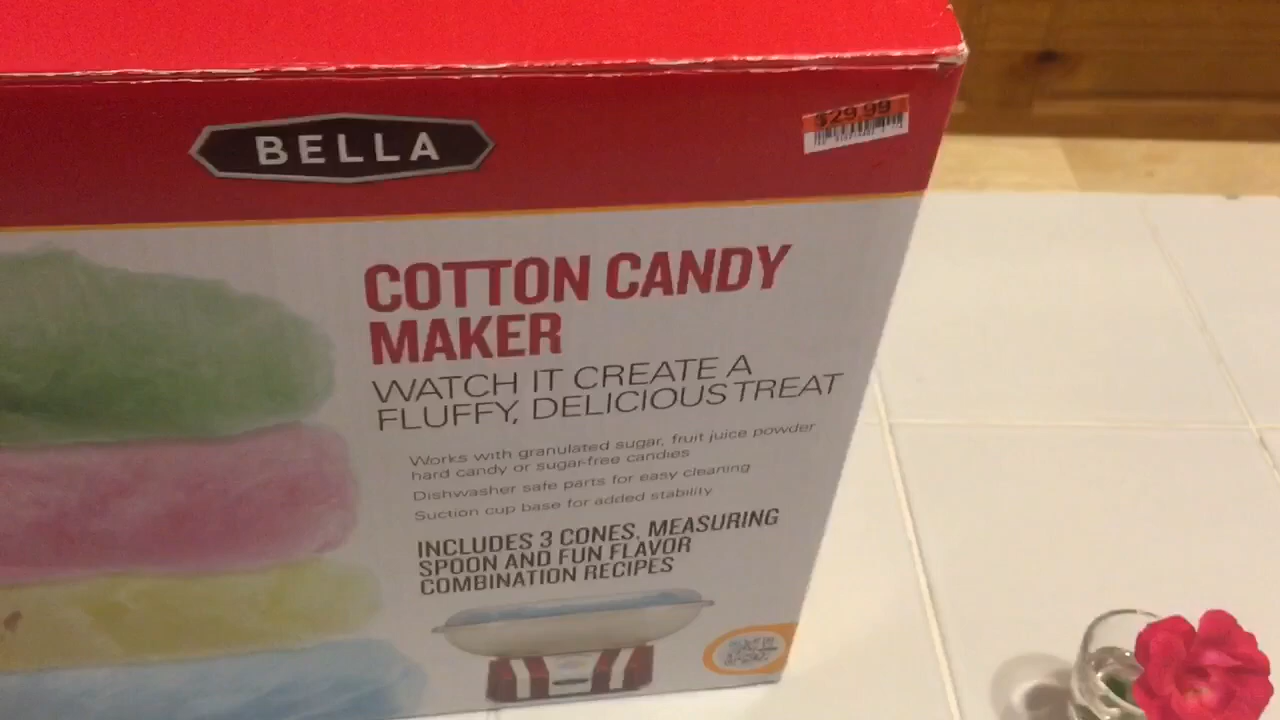 BELLA
$29.99
COTTON CANDY
MAKER
WATCH IT CREATE A
FLUFFY, DELICIOUS TREAT
Works with granulated sugar, fruit juice powder
hard candy or sugar-free candies
Dishwasher safe parts for easy cleaning
Suction cup base for added stability
INCLUDES 3 CONES, MEASURING
SPOON AND FUN FLAVOR
COMBINATION RECIPES